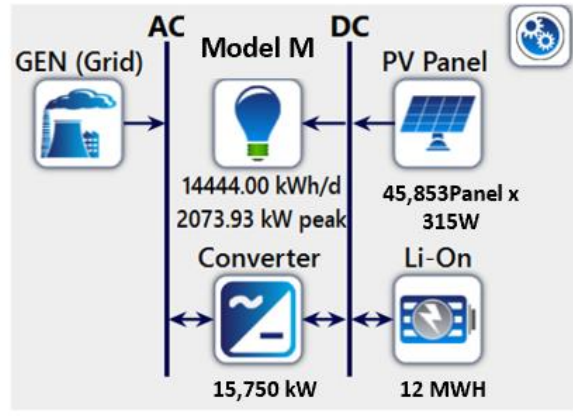 AC
Model M
DC
GEN (Grid)
PV Panel
14444.00 kWh/d
2073.93 kW peak
45,853Panel x
315W
Converter
Li-On
15,750 kW
12 MWH